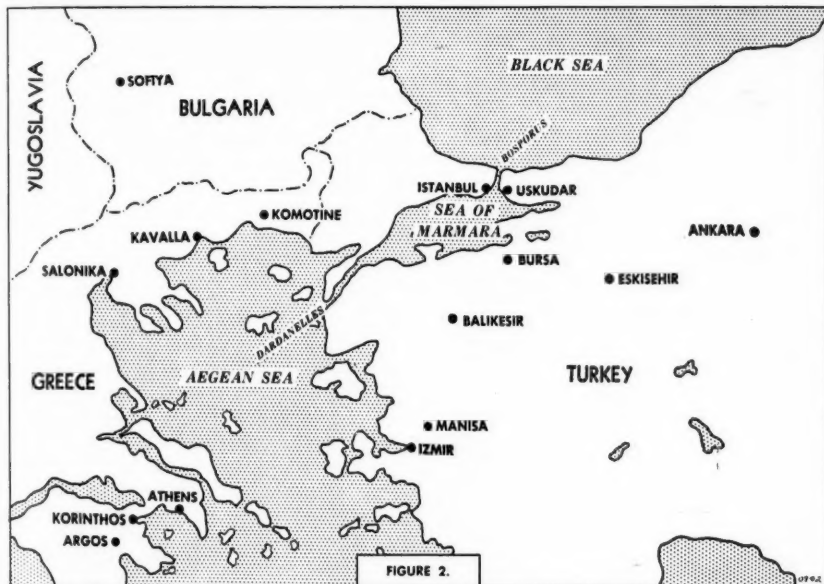 BLACK SEA
YUGOSLAVIA
SOFIYA
BULGARIA
BOSPORUS
ISTANBUL
USKUDAR
KOMOTINE
SEA OF
MARMARA
KAVALLA
ANKARA
SALONIKA
BURSA
ESKISEHIR
DARDANELLES
BALIKESIR
GREECE
AEGEAN SEA
TURKEY
MANISA
IZMIR
ATHENS
KORINTHOS
ARGOS
FIGURE 2.